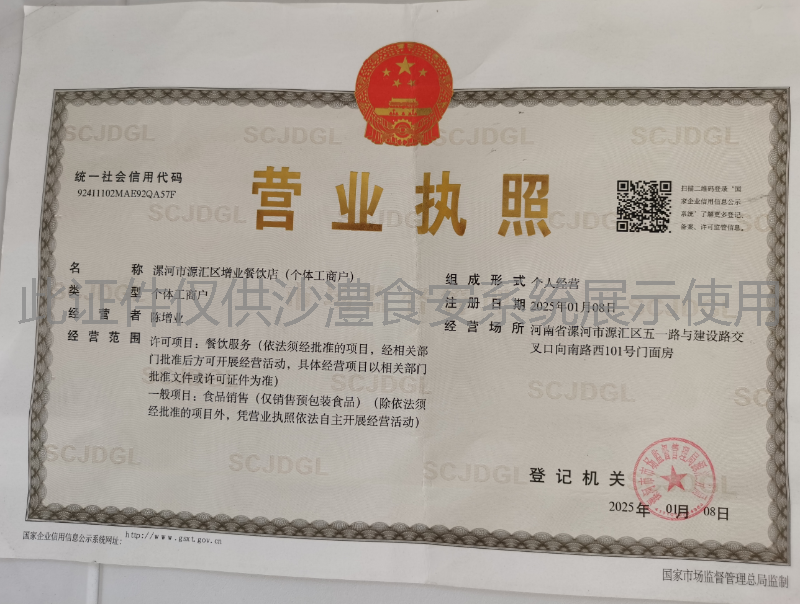 统一社会信用代码
92411102MAE92QA57F
营业执照
扫描二维码登录‘国
家企业信用信息公示
系统’了解更多登记、
备案、许可监管信息。
名称 漯河市源汇区增业餐饮店（个体工商户）
类型 个体工商户
经营者 陈增业
经营范围 许可项目：餐饮服务（依法须经批准的项目，经相关部
门批准后方可开展经营活动，具体经营项目以相关部门
批准文件或许可证件为准）
一般项目：食品销售（仅销售预包装食品）（除依法须
经批准的项目外，凭营业执照依法自主开展经营活动）
组成形式 个人经营
注册日期 2025年01月08日
经营场所 河南省漯河市源汇区五一路与建设路交
叉口向南路西101号门面房
此证件仅供沙澧食安系统展示使用
登记机关
2025年 01月 08日
国家企业信用信息公示系统网址：http://www.gsxt.gov.cn
国家市场监督管理总局监制
SCJDGL